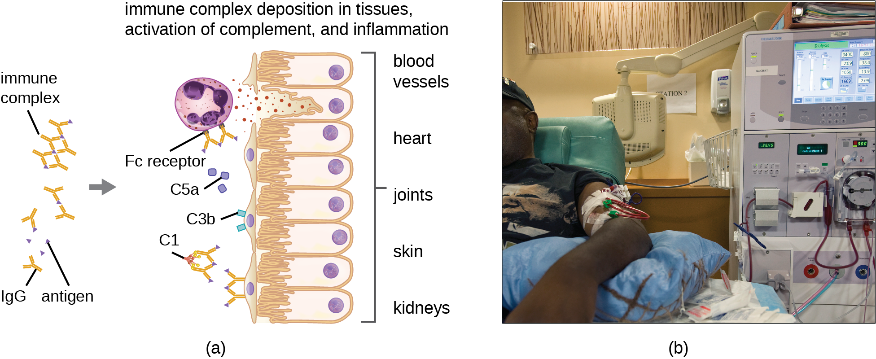 immune complex deposition in tissues,
activation of complement, and inflammation
immune
complex
IgG
antigen
Fc receptor
C5a
C3b
C1
blood
vessels
heart
joints
skin
kidneys
(a)
(b)